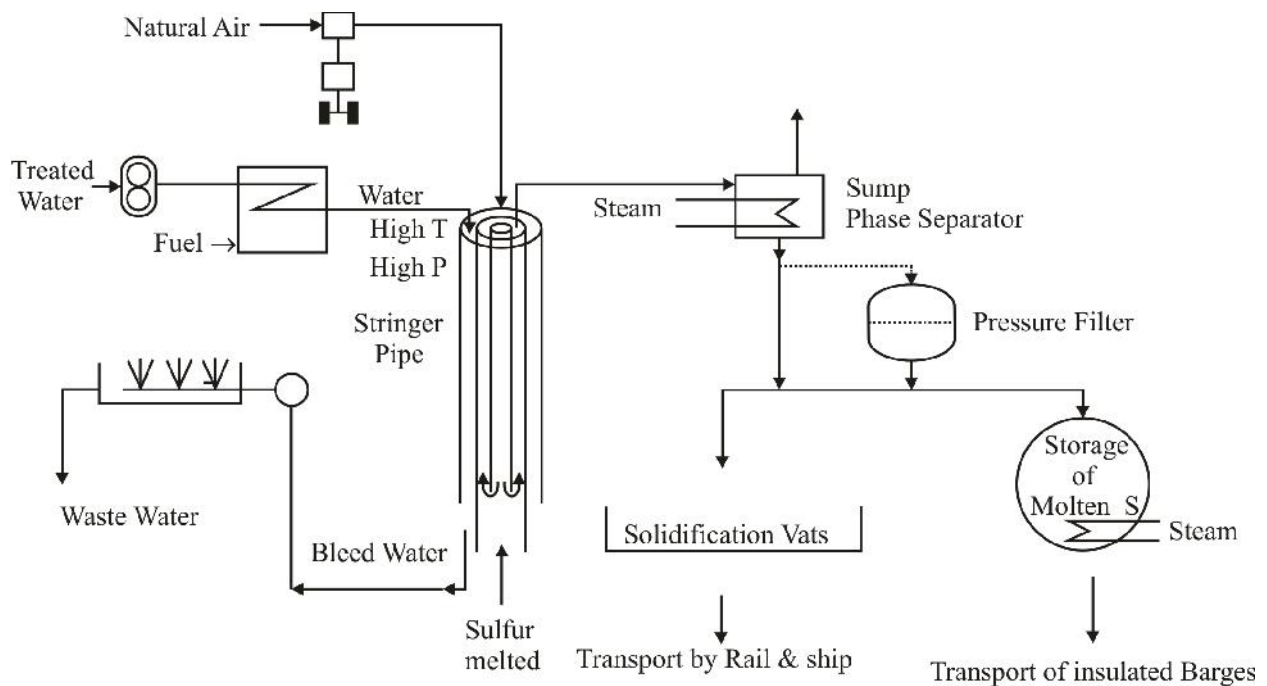 Natural Air
Treated
Water
Fuel →
Water
High T
High P
Stringer
Pipe
Steam
Sump
Phase Separator
Pressure Filter
Waste Water
Bleed Water
Sulfur
melted
Solidification Vats
Transport by Rail & ship
Storage
of
Molten S
Steam
Transport of insulated Barges